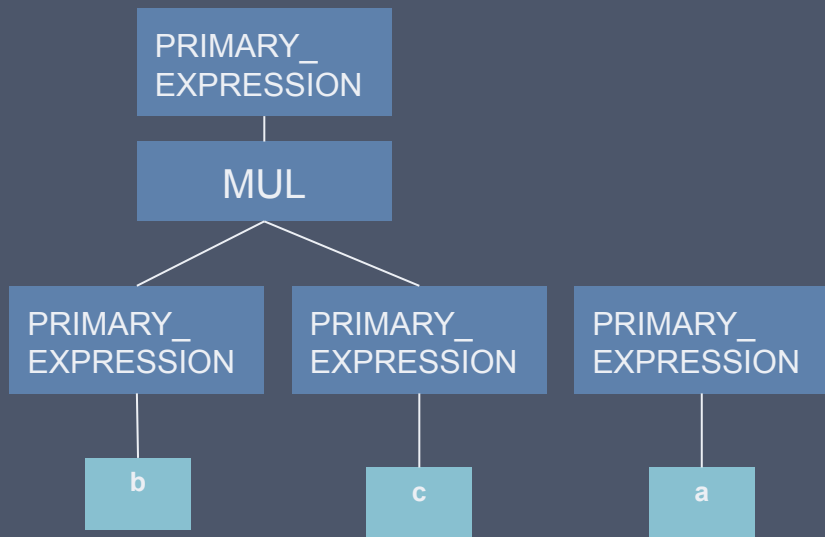 PRIMARY_
EXPRESSION
MUL
PRIMARY_
EXPRESSION
PRIMARY_
EXPRESSION
PRIMARY_
EXPRESSION
b
c
a